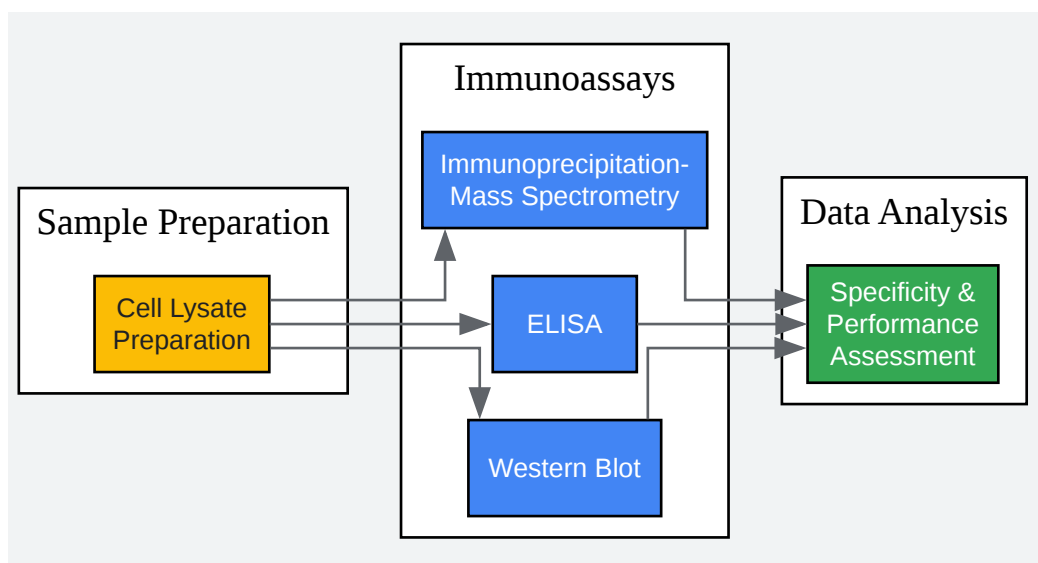 Sample Preparation
Cell Lysate
Preparation
Immunoassays
Immunoprecipitation-
Mass Spectrometry
ELISA
Western Blot
Data Analysis
Specificity &
Performance
Assessment